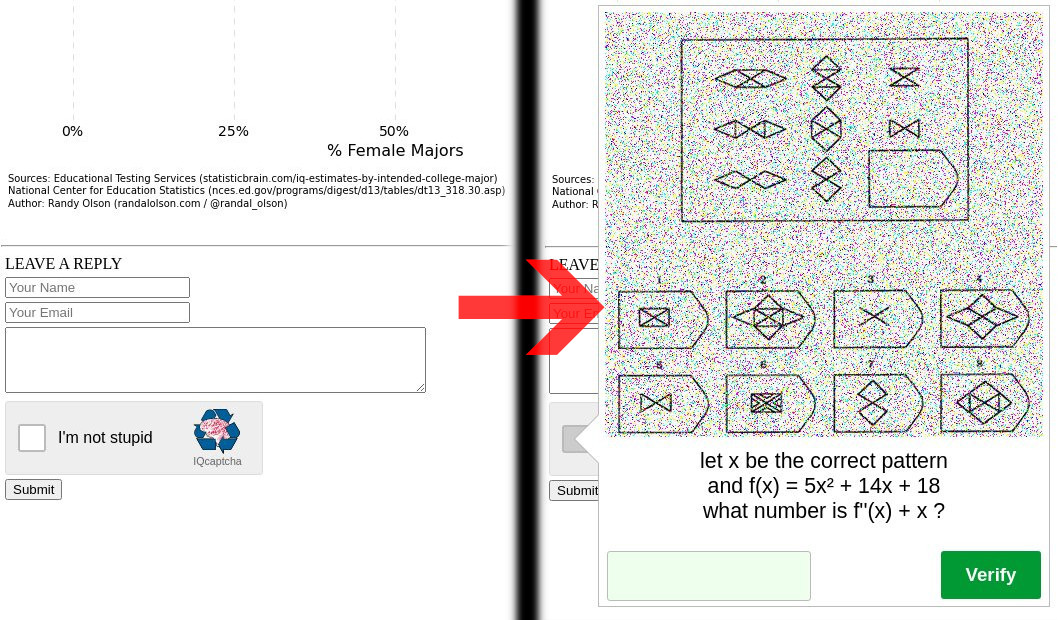 0%
25%
50%
% Female Majors
Sources: Educational Testing Services (statisticbrain.com/iq-estimates-by-intended-college-major)
National Center for Education Statistics (nces.ed.gov/programs/digest/d13/tables/dt13_318.30.asp)
Author: Randy Olson (randalolson.com / @randal_olson)
LEAVE A REPLY
Your Name
Your Email
I'm not stupid
IQcaptcha
Submit
Sources:
National
Author: R
LEAVE
Your Na
Your Em
Submit
1 2 3 4
5 6 7 8
let x be the correct pattern
and f(x) = 5x² + 14x + 18
what number is f''(x) + x ?
Verify